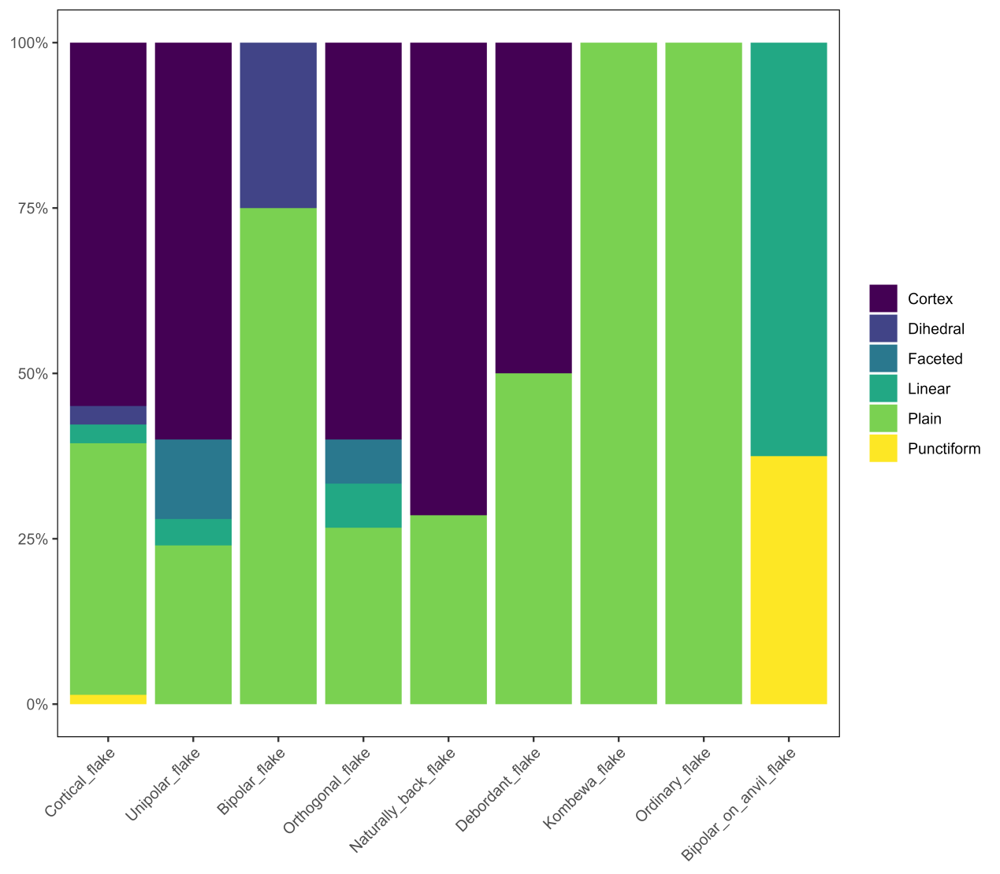 100%
75%
50%
25%
0%
Cortical_flake
Unipolar_flake
Bipolar_flake
Orthogonal_flake
Naturally_back_flake
Debordant_flake
Kombewa_flake
Ordinary_flake
Bipolar_on_anvil_flake
Cortex
Dihedral
Faceted
Linear
Plain
Punctiform